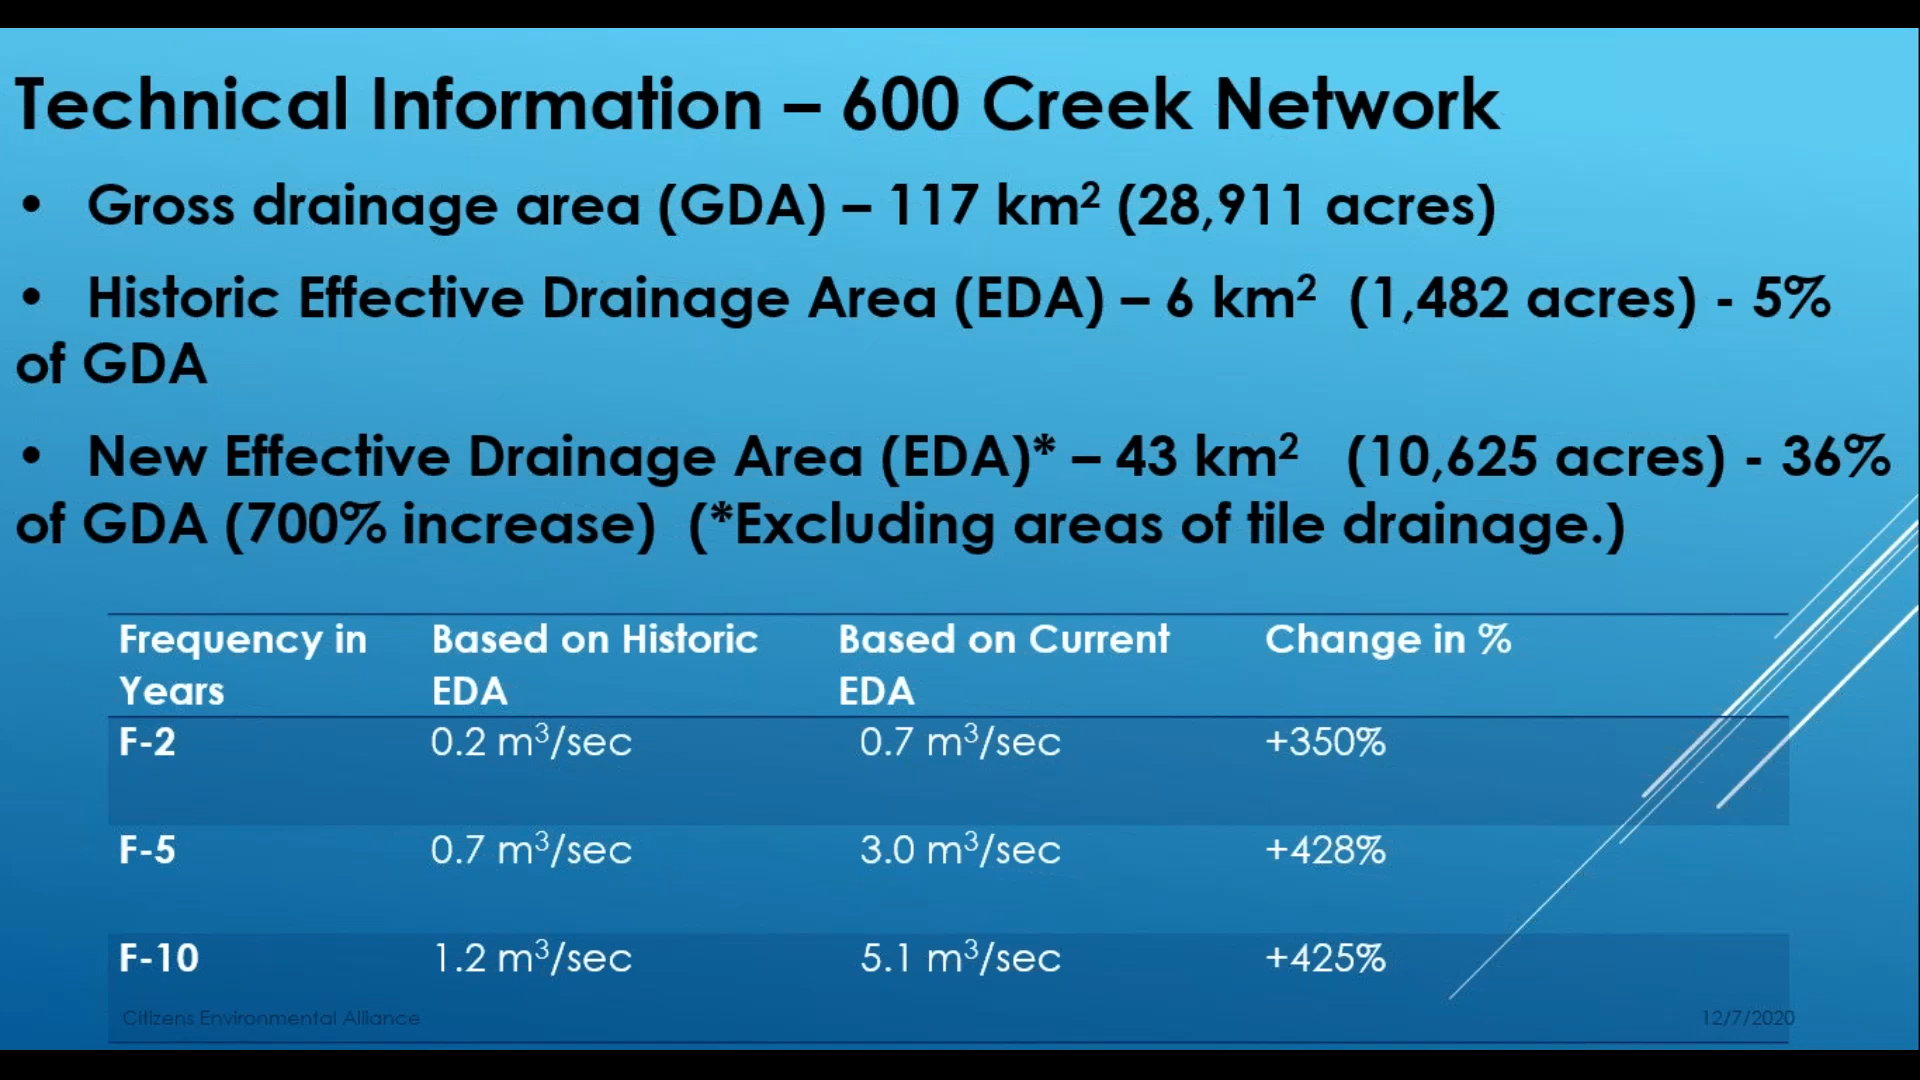 Technical Information – 600 Creek Network
• Gross drainage area (GDA) – 117 km² (28,911 acres)
• Historic Effective Drainage Area (EDA) – 6 km² (1,482 acres) - 5%
of GDA
• New Effective Drainage Area (EDA)* – 43 km² (10,625 acres) - 36%
of GDA (700% increase) (*Excluding areas of tile drainage.)
Frequency in Years Based on Historic EDA Based on Current EDA Change in %
F-2 0.2 m³/sec 0.7 m³/sec +350%
F-5 0.7 m³/sec 3.0 m³/sec +428%
F-10 1.2 m³/sec 5.1 m³/sec +425%
Citizens Environmental Alliance 12/7/2020